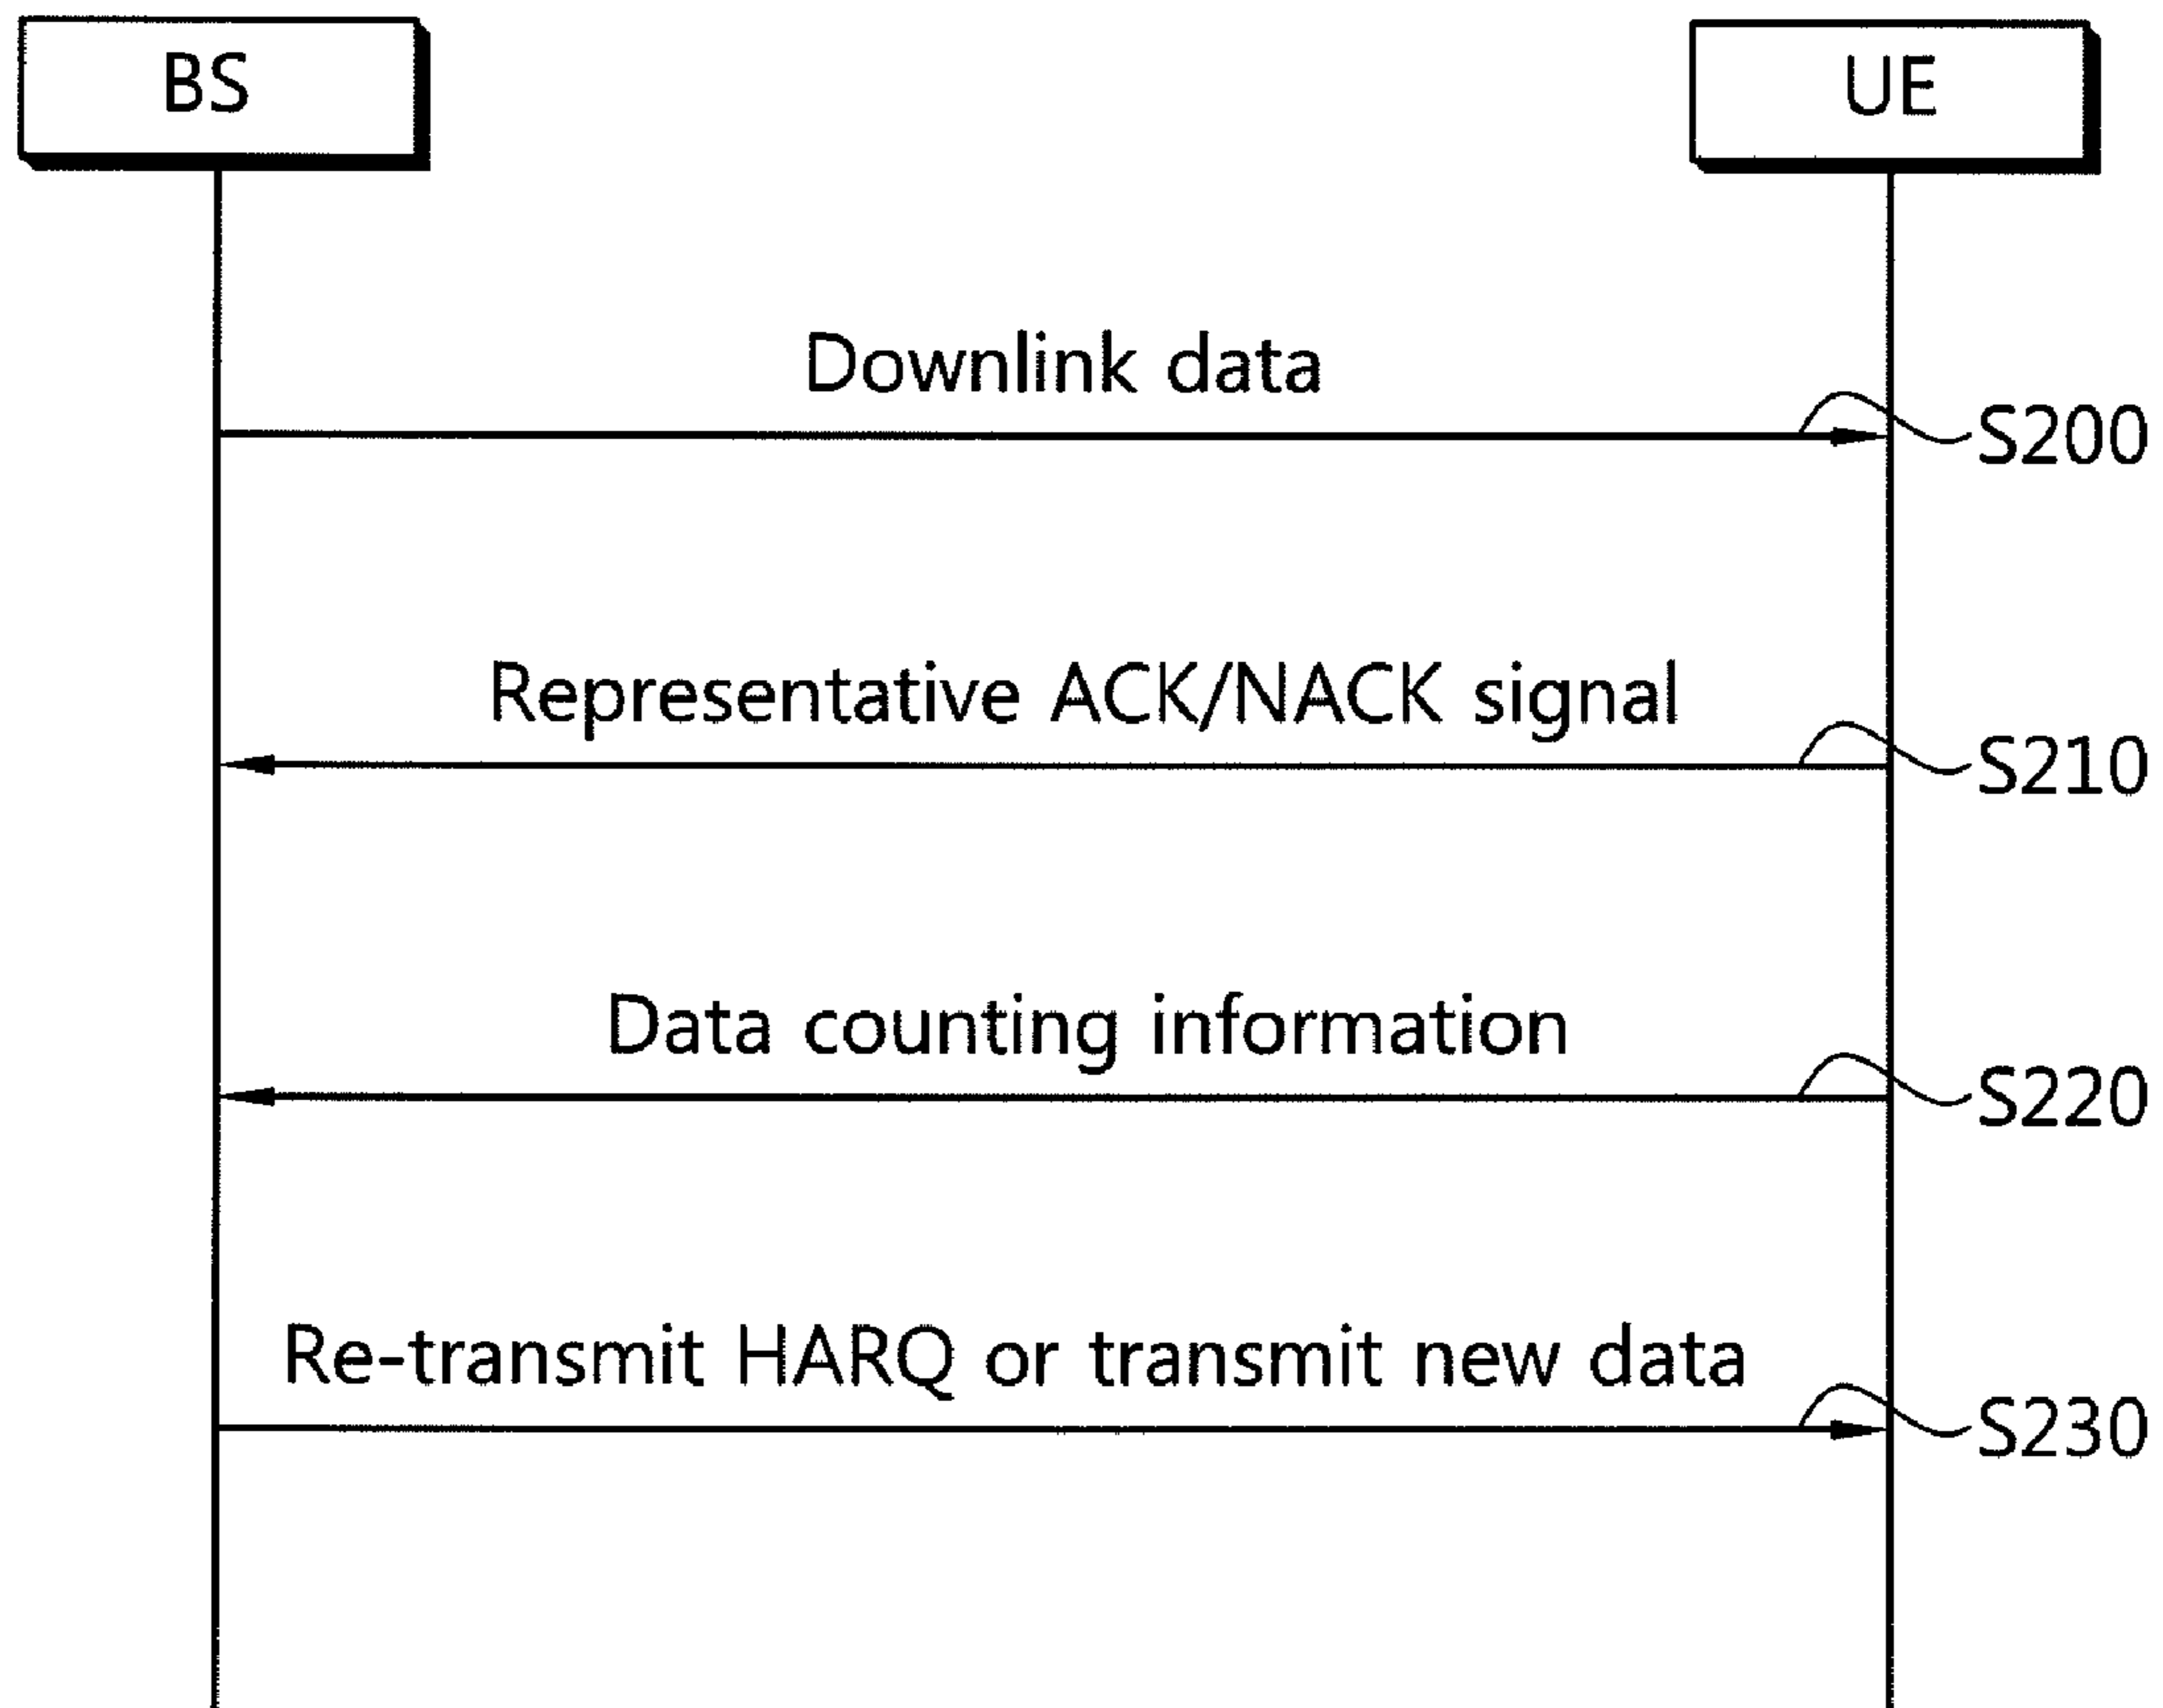 BS
UE
Downlink data
S200
Representative ACK/NACK signal
S210
Data counting information
S220
Re-transmit HARQ or transmit new data
S230